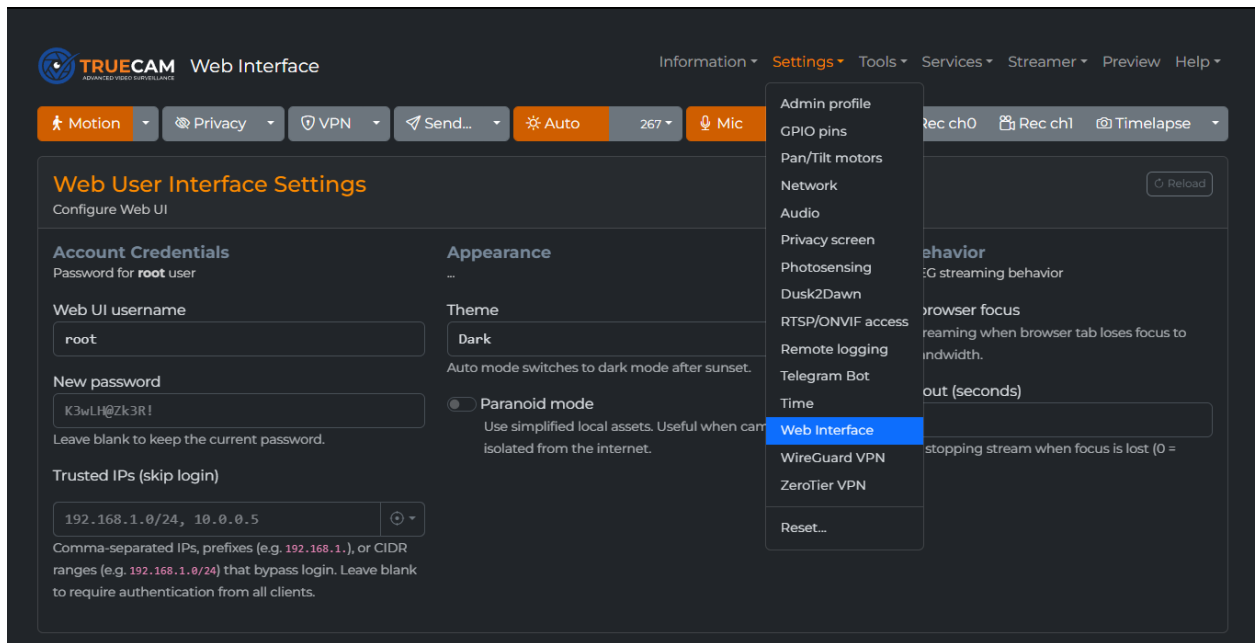 TRUECAM
ADVANCED VIDEO SURVEILLANCE
Web Interface
Information
Settings
Tools
Services
Streamer
Preview
Help
Motion
Privacy
VPN
Send...
Auto
267
Mic
Rec ch0
Rec ch1
Timelapse
Admin profile
GPIO pins
Pan/Tilt motors
Network
Audio
Privacy screen
Photosensing
Dusk2Dawn
RTSP/ONVIF access
Remote logging
Telegram Bot
Time
Web Interface
WireGuard VPN
ZeroTier VPN
Reset...
Web User Interface Settings
Configure Web UI
Reload
Account Credentials
Password for root user
Web UI username
root
New password
K3wLH@Zk3R!
Leave blank to keep the current password.
Trusted IPs (skip login)
192.168.1.0/24, 10.0.0.5
Comma-separated IPs, prefixes (e.g. 192.168.1.), or CIDR
ranges (e.g. 192.168.1.0/24) that bypass login. Leave blank
to require authentication from all clients.
Appearance
...
Theme
Dark
Auto mode switches to dark mode after sunset.
Paranoid mode
Use simplified local assets. Useful when cam
isolated from the internet.
ehavior
EG streaming behavior
browser focus
reaming when browser tab loses focus to
ndwidth.
out (seconds)
stopping stream when focus is lost (0 =